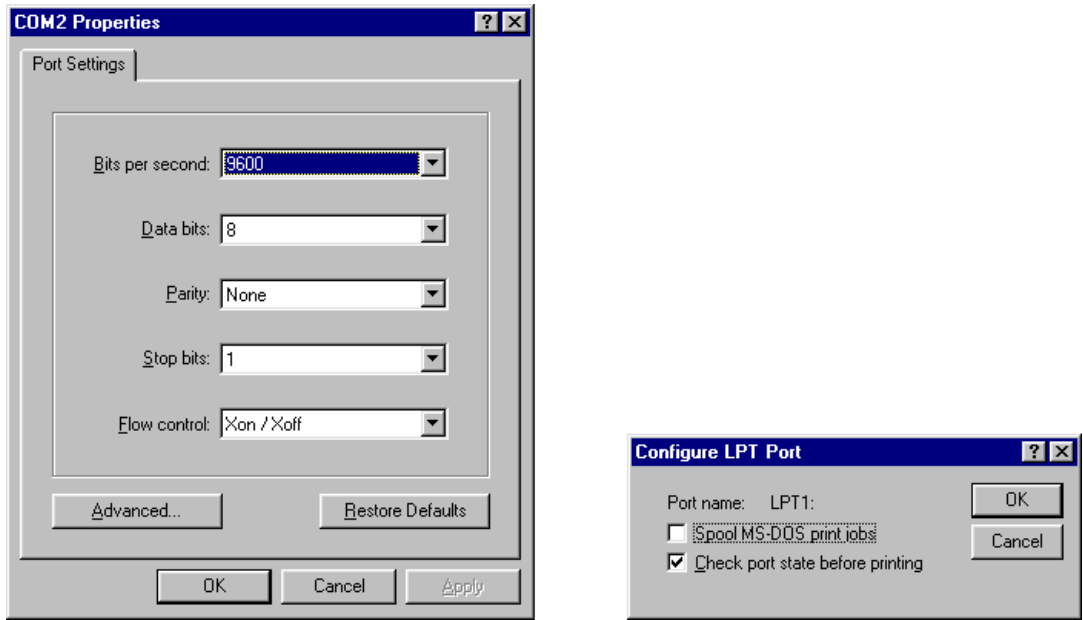 COM2 Properties
Port Settings
Bits per second: 9600
Data bits: 8
Parity: None
Stop bits: 1
Flow control: Xon / Xoff
Advanced...
Restore Defaults
OK
Cancel
Apply
Configure LPT Port
Port name: LPT1:
OK
Spool MS-DOS print jobs
Cancel
Check port state before printing